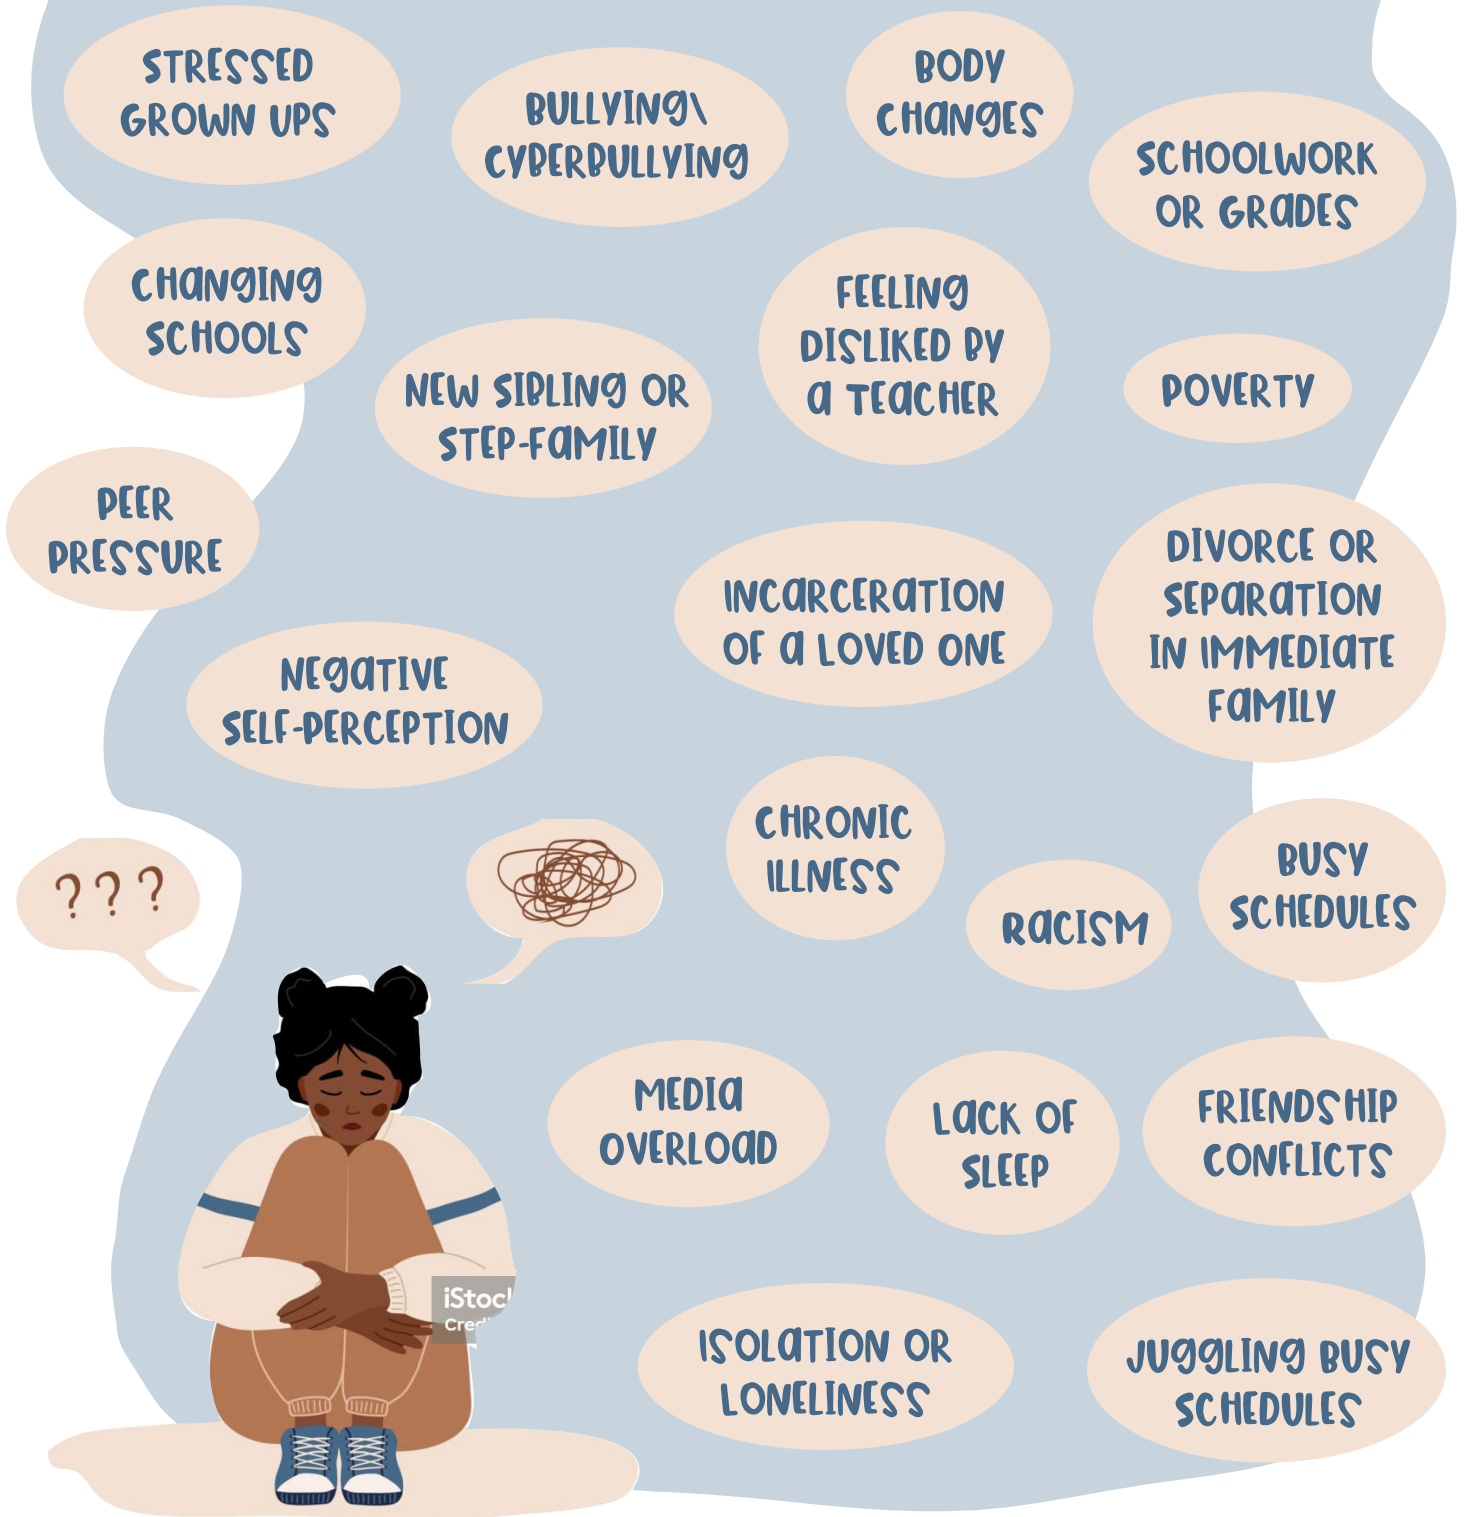 STRESSED
GROWN UPS
BULLYING\
CYBERBULLYING
BODY
CHANGES
SCHOOLWORK
OR GRADES
CHANGING
SCHOOLS
NEW SIBLING OR
STEP-FAMILY
FEELING
DISLIKED BY
A TEACHER
POVERTY
PEER
PRESSURE
NEGATIVE
SELF-PERCEPTION
INCARCERATION
OF A LOVED ONE
DIVORCE OR
SEPARATION
IN IMMEDIATE
FAMILY
CHRONIC
ILLNESS
RACISM
BUSY
SCHEDULES
? ? ?
MEDIA
OVERLOAD
LACK OF
SLEEP
FRIENDSHIP
CONFLICTS
ISOLATION OR
LONELINESS
JUGGLING BUSY
SCHEDULES